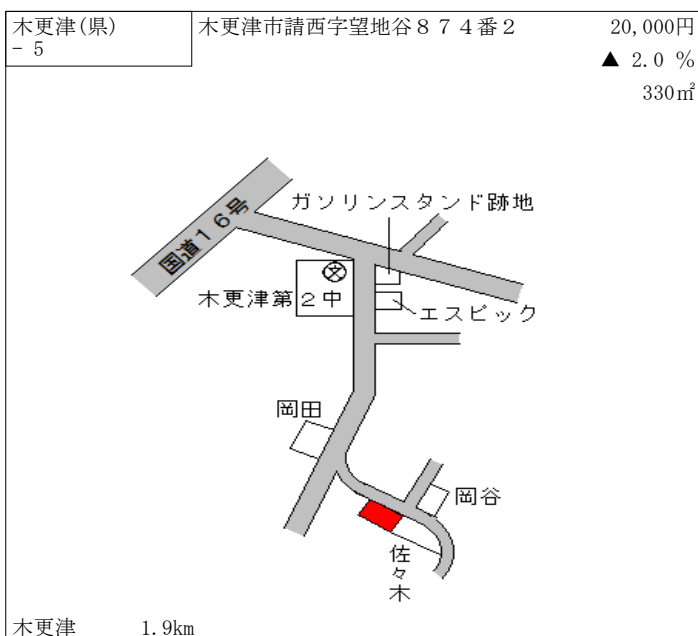 木更津(県)
- 5
木更津市請西字望地谷８７４番２
20,000円
▲ 2.0 %
330㎡
ガソリンスタンド跡地
国道１６号
木更津第２中
エスビック
岡田
岡谷
佐々木
木更津 1.9km